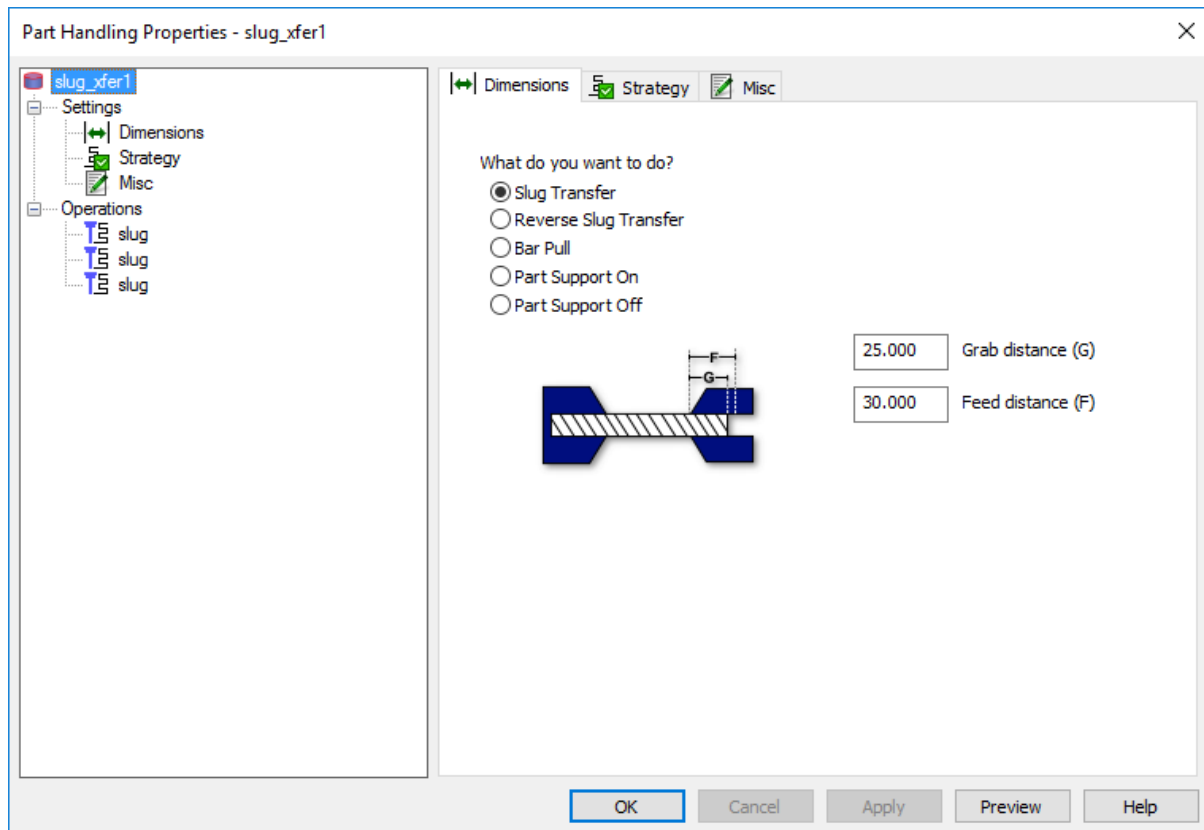 Part Handling Properties - slug_xfer1
slug_xfer1
Settings
Dimensions
Strategy
Misc
Operations
slug
slug
slug
Dimensions Strategy Misc
What do you want to do?
Slug Transfer
Reverse Slug Transfer
Bar Pull
Part Support On
Part Support Off
F
G
25.000 Grab distance (G)
30.000 Feed distance (F)
OK Cancel Apply Preview Help